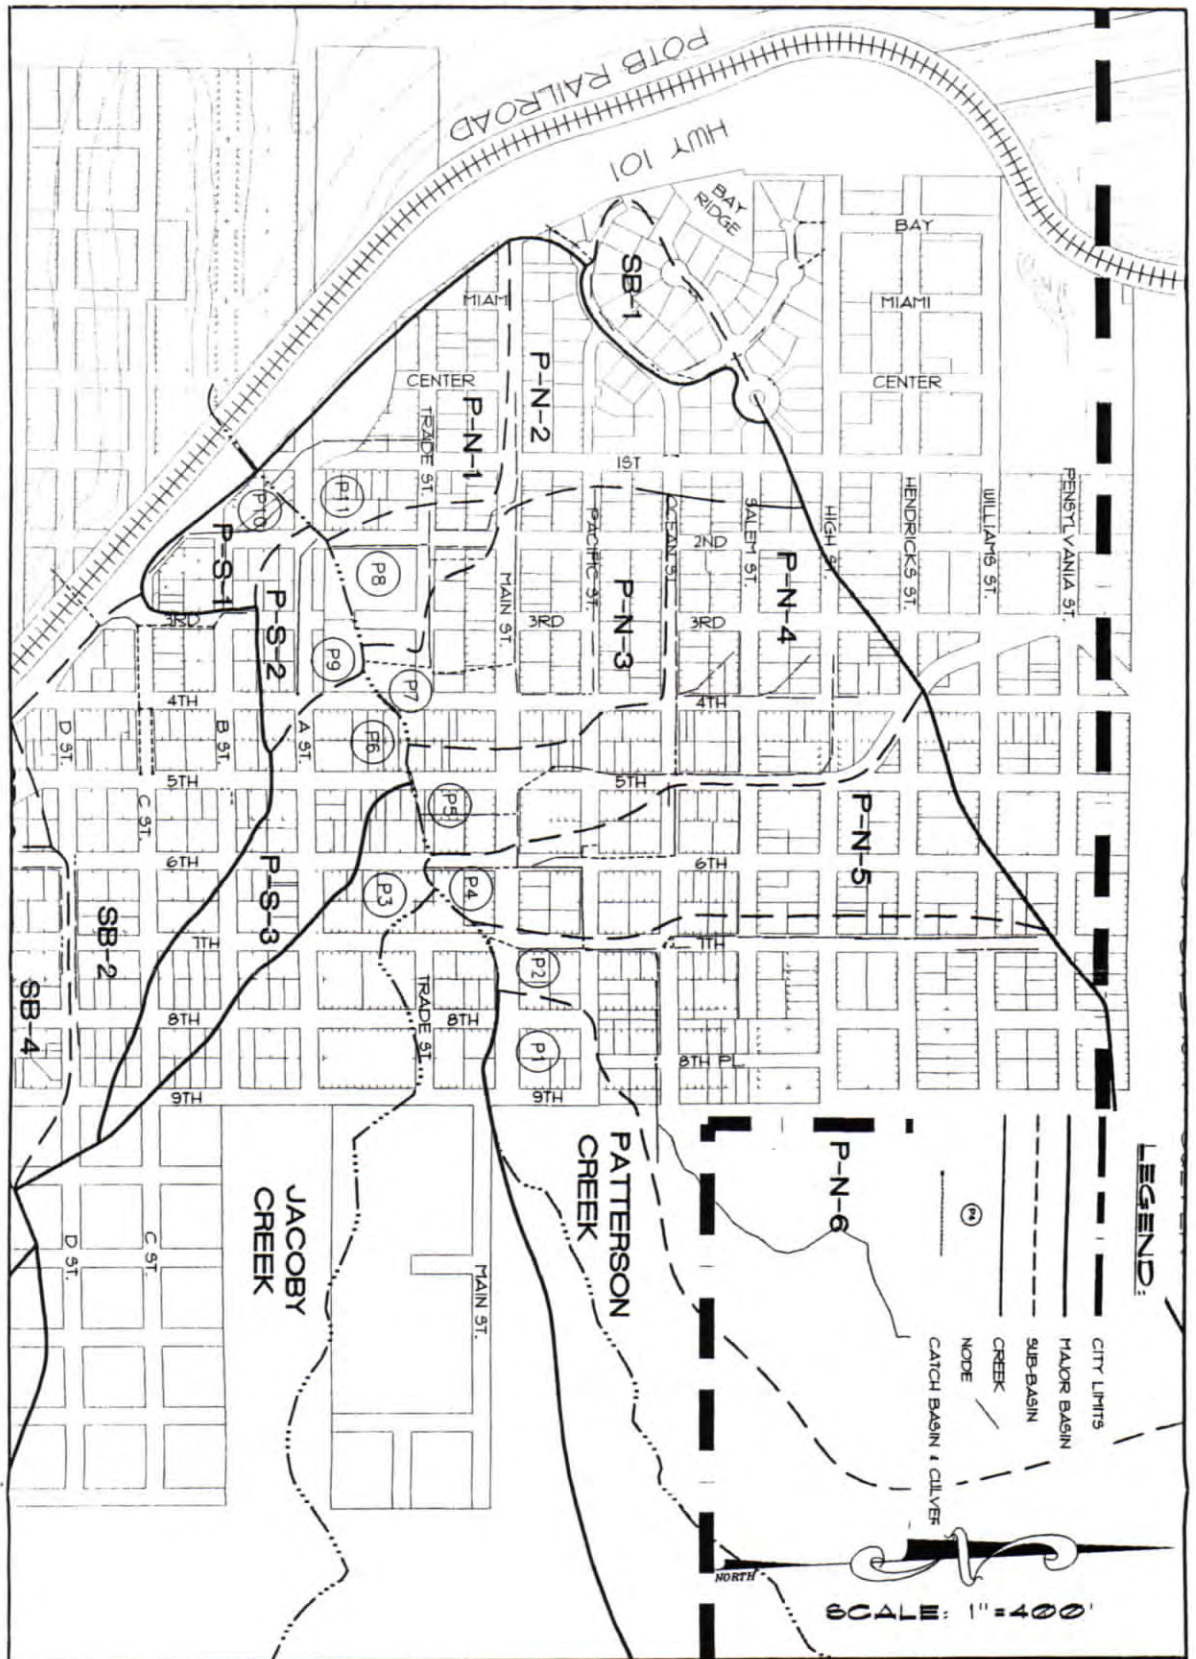 POTB RAILROAD
HWY 101
BAY
RIDGE
BAY
SB-1
MIAMI
MIAM
P-N-2
CENTER
CENTER
P-N-1
TRADE ST.
1ST
PENSYLVANIA ST.
WILLIAMS ST.
HENDRICKS ST.
HIGH ST.
SALEM ST.
OCEAN S
PACIFIC ST.
MAIN ST.
P11
P10
P-S-1
2ND
P-N-4
P8
P-S-2
P-N-3
3RD
3RD
3RD
P9
P7
4TH
4TH
A ST.
B ST.
D ST.
P6
5TH
5TH
C ST.
P5
P-N-5
6TH
6TH
P-S-3
P3
P4
SB-2
7TH
7TH
P2
SB-4
8TH
TRADE ST.
8TH
P1
8TH PL
9TH
9TH
PATTERSON
CREEK
JACOBY
CREEK
P-N-6
C ST.
D ST.
MAIN ST.
LEGEND:
CITY LIMITS
MAJOR BASIN
SUB-BASIN
CREEK
NODE
CATCH BASIN & CULVER
NORTH
SCALE: 1"=400'